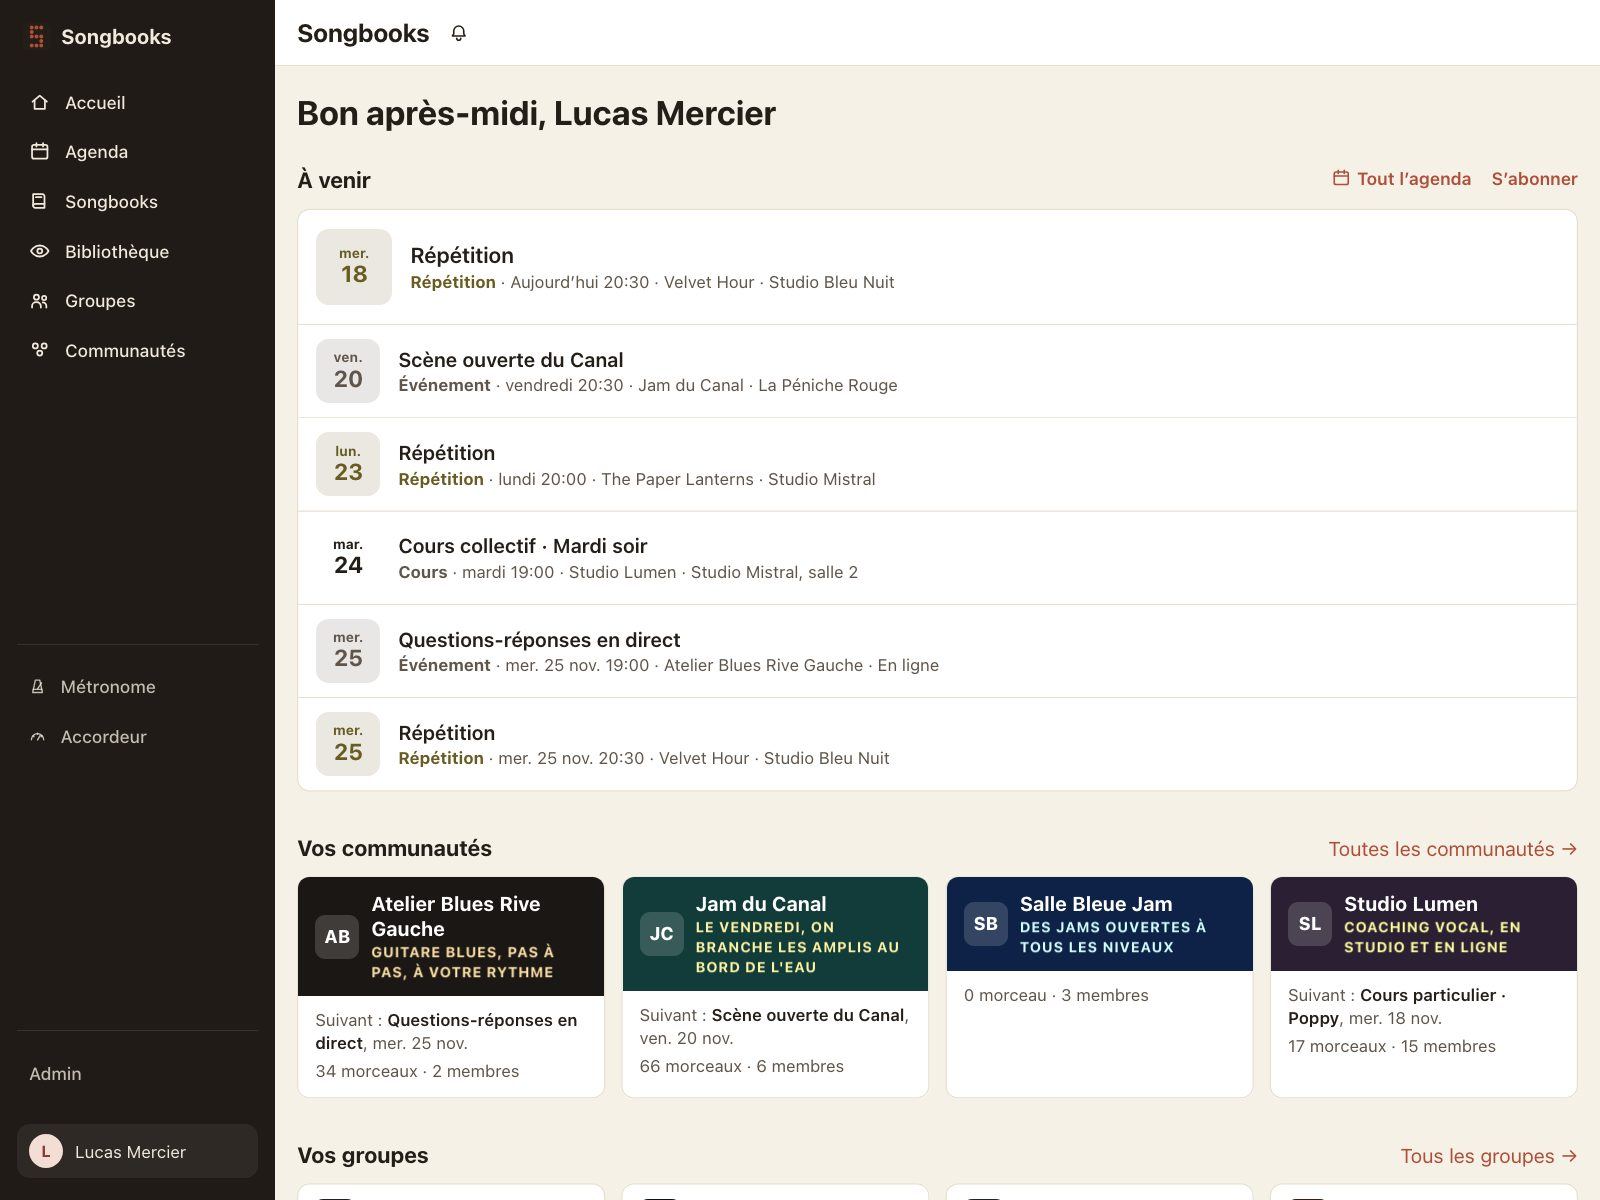 Songbooks
Accueil
Agenda
Songbooks
Bibliothèque
Groupes
Communautés
Métronome
Accordeur
Admin
L
Lucas Mercier
Songbooks
Bon après-midi, Lucas Mercier
À venir
Tout l’agenda
S’abonner
mer.
18
Répétition
Répétition · Aujourd’hui 20:30 · Velvet Hour · Studio Bleu Nuit
ven.
20
Scène ouverte du Canal
Événement · vendredi 20:30 · Jam du Canal · La Péniche Rouge
lun.
23
Répétition
Répétition · lundi 20:00 · The Paper Lanterns · Studio Mistral
mar.
24
Cours collectif · Mardi soir
Cours · mardi 19:00 · Studio Lumen · Studio Mistral, salle 2
mer.
25
Questions-réponses en direct
Événement · mer. 25 nov. 19:00 · Atelier Blues Rive Gauche · En ligne
mer.
25
Répétition
Répétition · mer. 25 nov. 20:30 · Velvet Hour · Studio Bleu Nuit
Vos communautés
Toutes les communautés →
AB
Atelier Blues Rive
Gauche
GUITARE BLUES, PAS À
PAS, À VOTRE RYTHME
Suivant : Questions-réponses en
direct, mer. 25 nov.
34 morceaux · 2 membres
JC
Jam du Canal
LE VENDREDI, ON
BRANCHE LES AMPLIS AU
BORD DE L'EAU
Suivant : Scène ouverte du Canal,
ven. 20 nov.
66 morceaux · 6 membres
SB
Salle Bleue Jam
DES JAMS OUVERTES À
TOUS LES NIVEAUX
0 morceau · 3 membres
SL
Studio Lumen
COACHING VOCAL, EN
STUDIO ET EN LIGNE
Suivant : Cours particulier ·
Poppy, mer. 18 nov.
17 morceaux · 15 membres
Vos groupes
Tous les groupes →